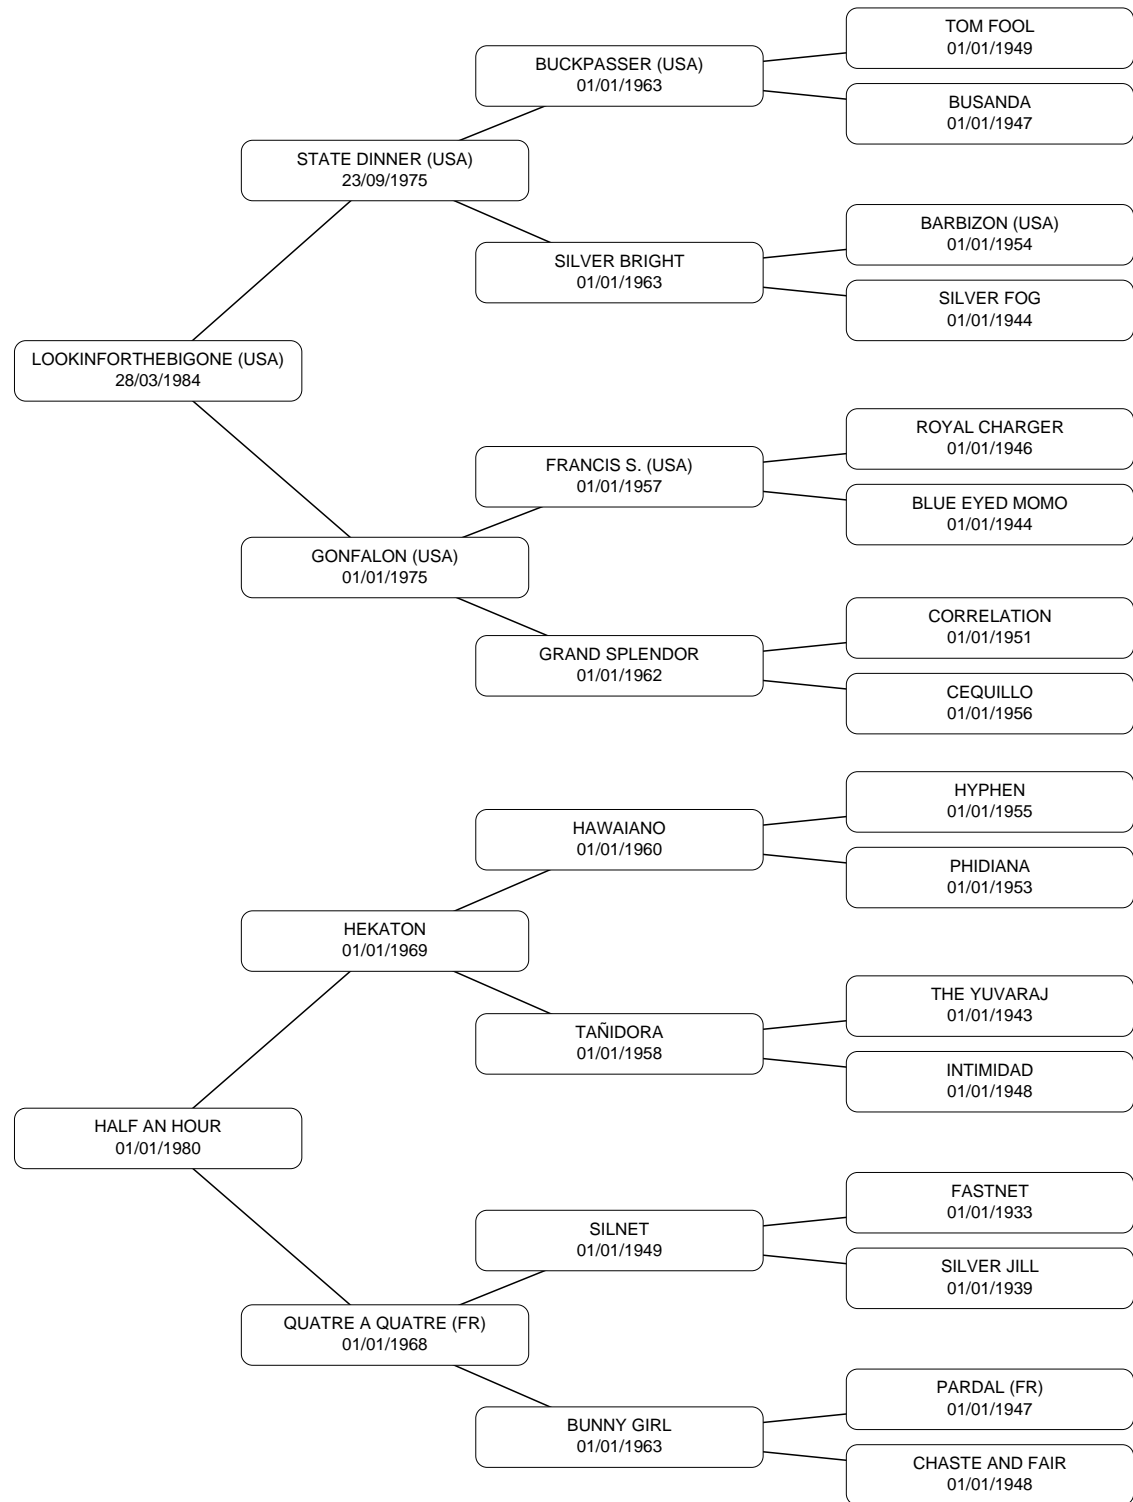 TOM FOOL
01/01/1949
BUCKPASSER (USA)
01/01/1963
BUSANDA
01/01/1947
STATE DINNER (USA)
23/09/1975
BARBIZON (USA)
01/01/1954
SILVER BRIGHT
01/01/1963
SILVER FOG
01/01/1944
LOOKINFORTHEBIGONE (USA)
28/03/1984
ROYAL CHARGER
01/01/1946
FRANCIS S. (USA)
01/01/1957
BLUE EYED MOMO
01/01/1944
GONFALON (USA)
01/01/1975
CORRELATION
01/01/1951
GRAND SPLENDOR
01/01/1962
CEQUILLO
01/01/1956
HYPHEN
01/01/1955
HAWAIANO
01/01/1960
PHIDIANA
01/01/1953
HEKATON
01/01/1969
THE YUVARAJ
01/01/1943
TAÑIDORA
01/01/1958
INTIMIDAD
01/01/1948
HALF AN HOUR
01/01/1980
FASTNET
01/01/1933
SILNET
01/01/1949
SILVER JILL
01/01/1939
QUATRE A QUATRE (FR)
01/01/1968
PARDAL (FR)
01/01/1947
BUNNY GIRL
01/01/1963
CHASTE AND FAIR
01/01/1948